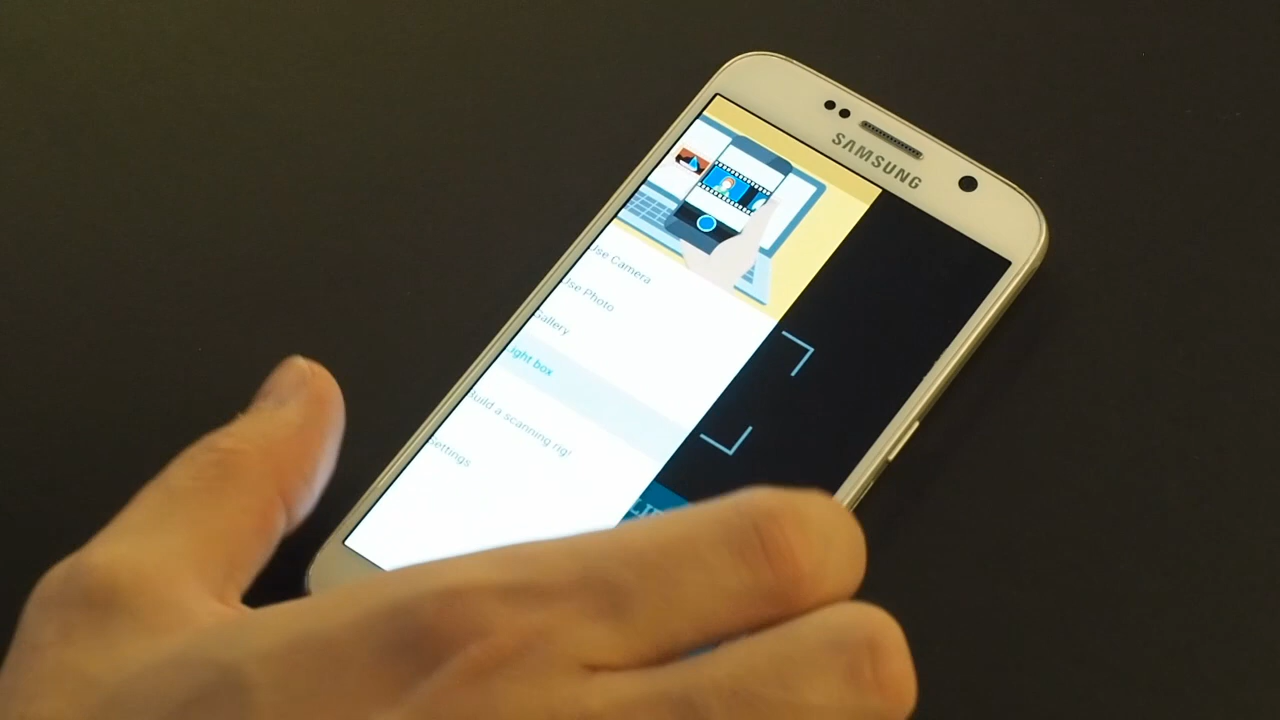 SAMSUNG
Use Camera
Use Photo
Gallery
Light box
Build a scanning rig!
Settings